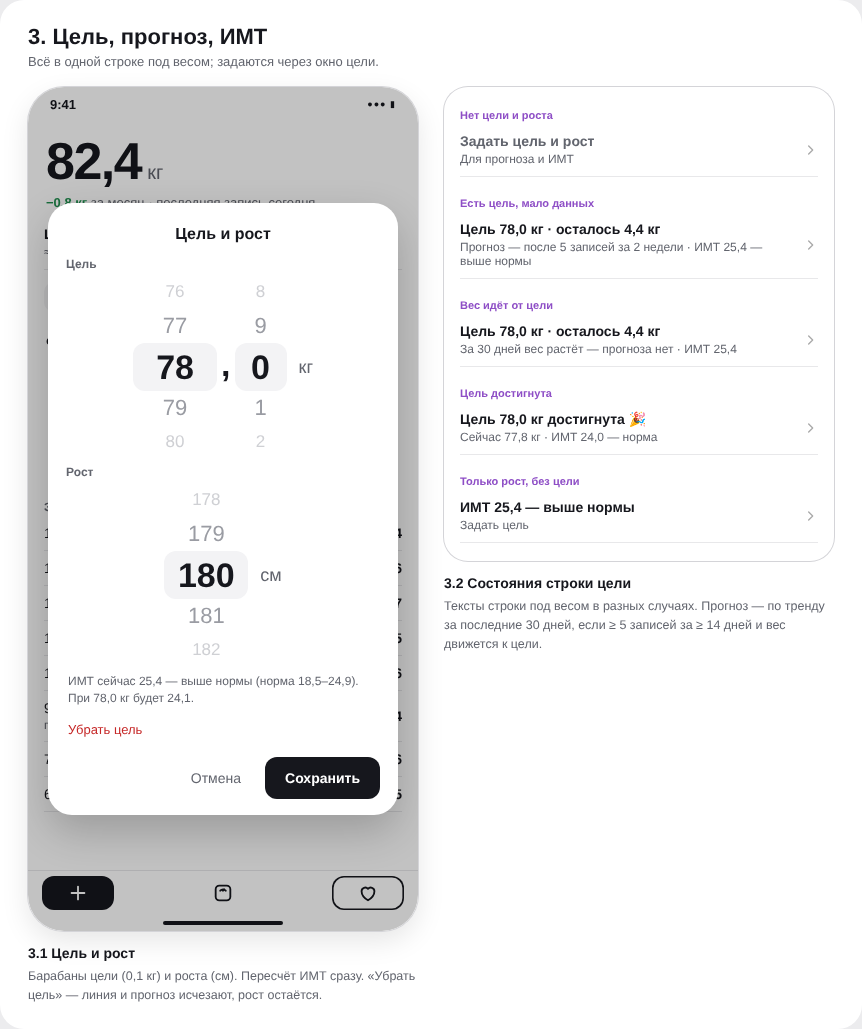 3. Цель, прогноз, ИМТ
Всё в одной строке под весом; задаются через окно цели.
9:41
82,4 кг
−0,8 кг за месяц · последняя запись сегодня
Цель и рост
Цель
76 8
77 9
78 , 0 кг
79 1
80 2
Рост
178
179
180 см
181
182
ИМТ сейчас 25,4 — выше нормы (норма 18,5–24,9).
При 78,0 кг будет 24,1.
Убрать цель
Отмена
Сохранить
3.1 Цель и рост
Барабаны цели (0,1 кг) и роста (см). Пересчёт ИМТ сразу. «Убрать
цель» — линия и прогноз исчезают, рост остаётся.
Нет цели и роста
Задать цель и рост
Для прогноза и ИМТ
Есть цель, мало данных
Цель 78,0 кг · осталось 4,4 кг
Прогноз — после 5 записей за 2 недели · ИМТ 25,4 —
выше нормы
Вес идёт от цели
Цель 78,0 кг · осталось 4,4 кг
За 30 дней вес растёт — прогноза нет · ИМТ 25,4
Цель достигнута
Цель 78,0 кг достигнута 🎉
Сейчас 77,8 кг · ИМТ 24,0 — норма
Только рост, без цели
ИМТ 25,4 — выше нормы
Задать цель
3.2 Состояния строки цели
Тексты строки под весом в разных случаях. Прогноз — по тренду
за последние 30 дней, если ≥ 5 записей за ≥ 14 дней и вес
движется к цели.